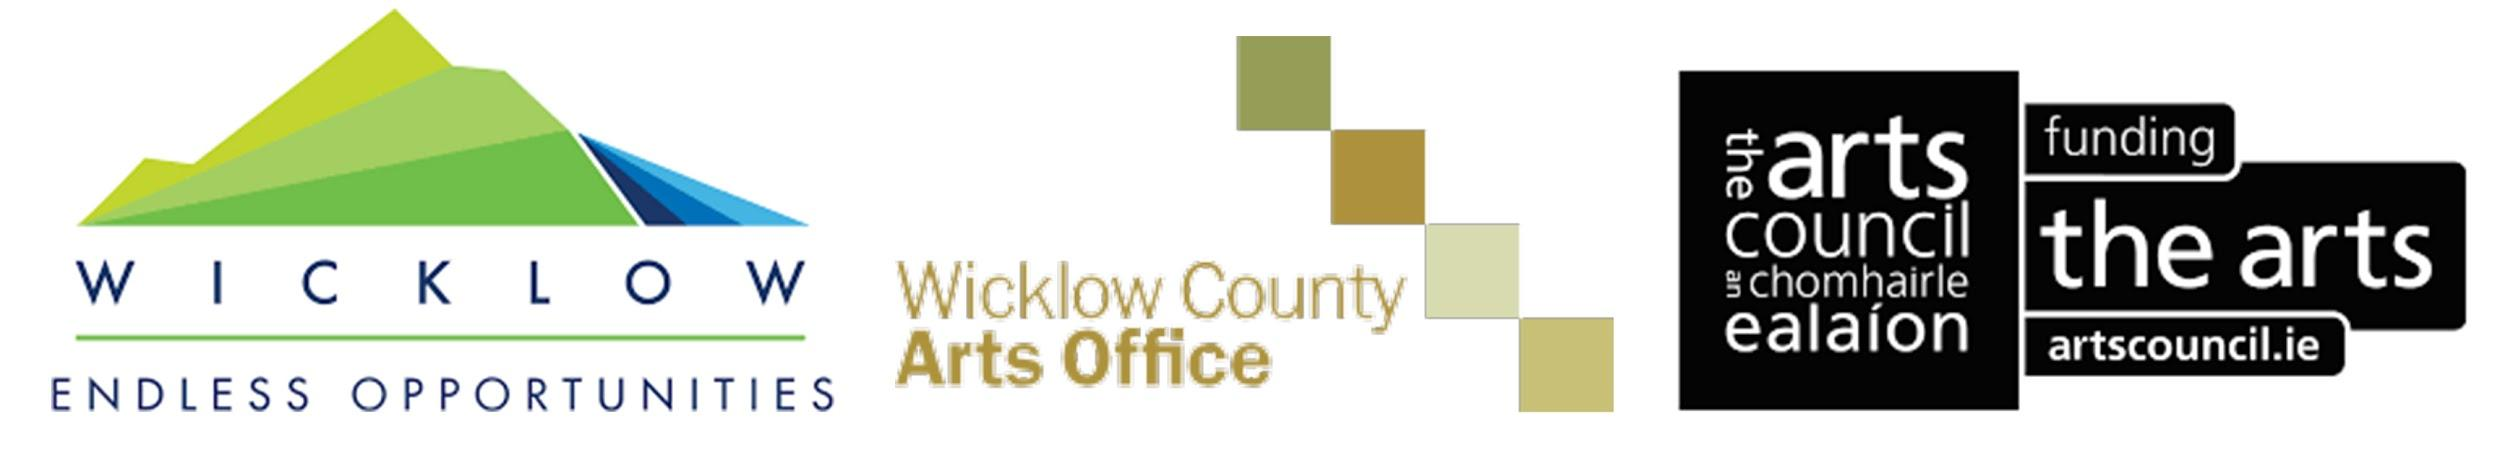 WICKLOW
ENDLESS OPPORTUNITIES
Wicklow County
Arts Office
the arts
council
an chomhairle
ealaíon
funding
the arts
artscouncil.ie